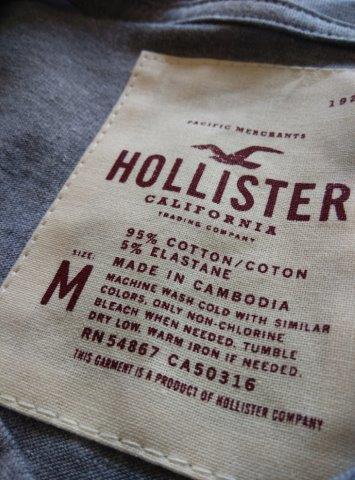 192
PACIFIC MERCHANTS
HOLLISTER
CALIFORNIA
TRADING COMPANY
95% COTTON/COTON
5% ELASTANE
MADE IN CAMBODIA
SIZE:
M
MACHINE WASH COLD WITH SIMILAR
COLORS, ONLY NON-CHLORINE
BLEACH WHEN NEEDED. TUMBLE
DRY LOW. WARM IRON IF NEEDED.
RN54867 CA50316
THIS GARMENT IS A PRODUCT OF HOLLISTER COMPANY